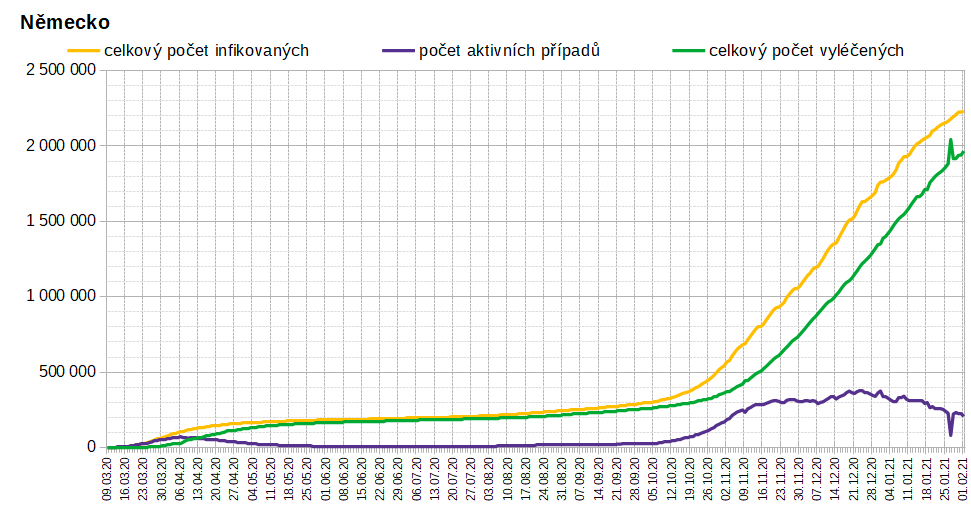 Německo
celkový počet infikovaných počet aktivních případů celkový počet vyléčených
2 500 000
2 000 000
1 500 000
1 000 000
500 000
0
09.03.20 16.03.20 23.03.20 30.03.20 06.04.20 13.04.20 20.04.20 27.04.20 04.05.20 11.05.20 18.05.20 25.05.20 01.06.20 08.06.20 15.06.20 22.06.20 29.06.20 06.07.20 13.07.20 20.07.20 27.07.20 03.08.20 10.08.20 17.08.20 24.08.20 31.08.20 07.09.20 14.09.20 21.09.20 28.09.20 05.10.20 12.10.20 19.10.20 26.10.20 02.11.20 09.11.20 16.11.20 23.11.20 30.11.20 07.12.20 14.12.20 21.12.20 28.12.20 04.01.21 11.01.21 18.01.21 25.01.21 01.02.21